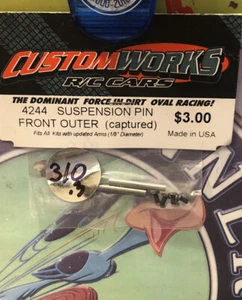 CUSTOMWORKS
R/C CARS
THE DOMINANT FORCE IN DIRT OVAL RACING!
4244 SUSPENSION PIN
FRONT OUTER (captured)
$3.00
Fits All Kits with updated Arms (1/8" Diameter)
Made in USA
310
.3